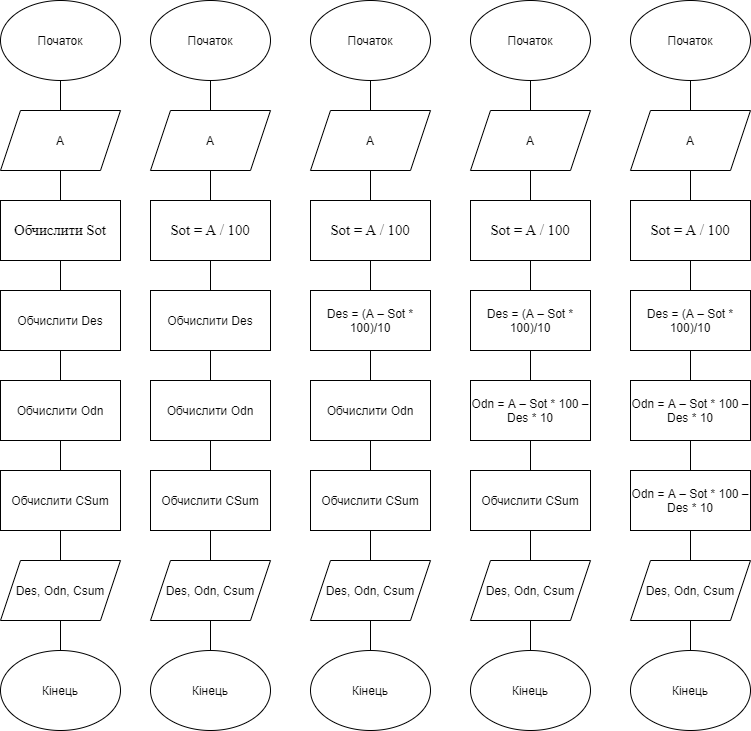 Початок
A
Обчислити Sot
Обчислити Des
Обчислити Odn
Обчислити CSum
Des, Odn, Csum
Кінець
Початок
A
Sot = A / 100
Обчислити Des
Обчислити Odn
Обчислити CSum
Des, Odn, Csum
Кінець
Початок
A
Sot = A / 100
Des = (A – Sot *
100)/10
Обчислити Odn
Обчислити CSum
Des, Odn, Csum
Кінець
Початок
A
Sot = A / 100
Des = (A – Sot *
100)/10
Odn = A – Sot * 100 –
Des * 10
Обчислити CSum
Des, Odn, Csum
Кінець
Початок
A
Sot = A / 100
Des = (A – Sot *
100)/10
Odn = A – Sot * 100 –
Des * 10
Odn = A – Sot * 100 –
Des * 10
Des, Odn, Csum
Кінець